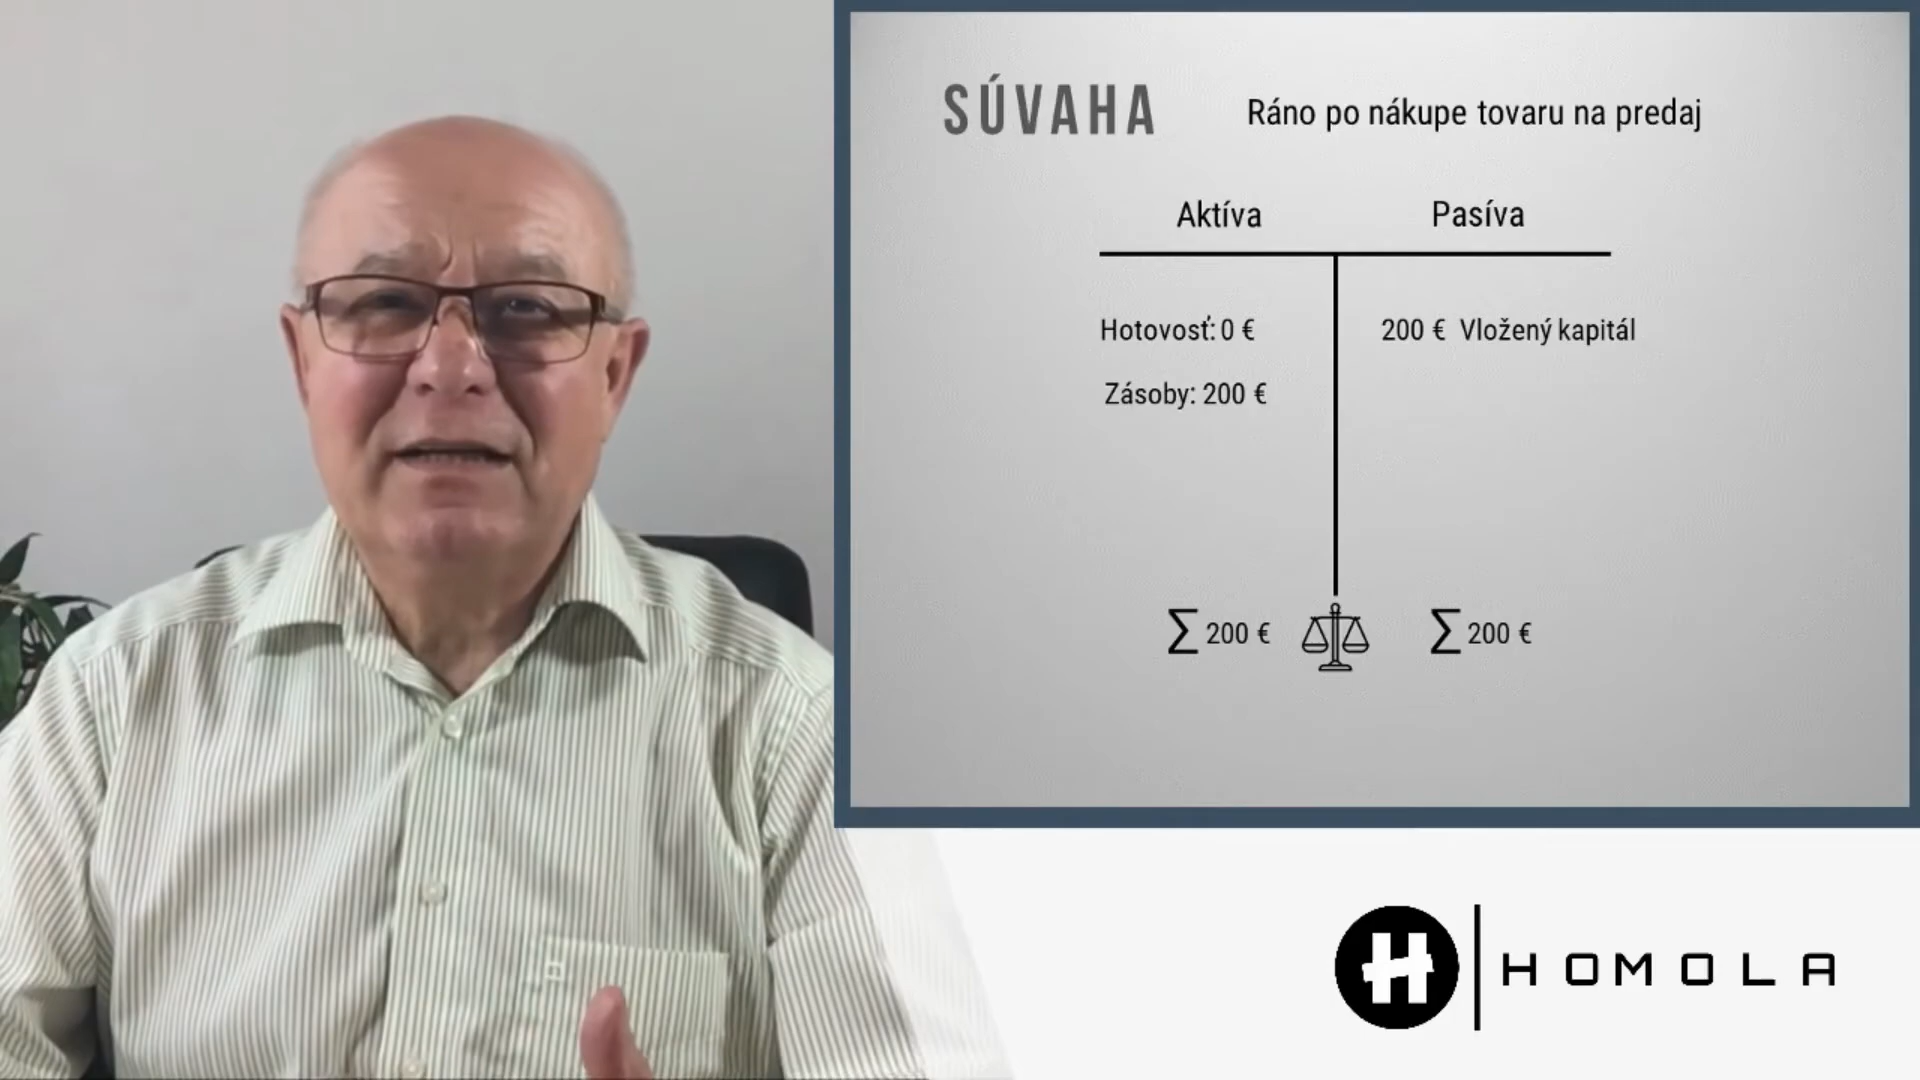 SÚVAHA
Ráno po nákupe tovaru na predaj
Aktíva
Pasíva
Hotovosť: 0 €
200 € Vložený kapitál
Zásoby: 200 €
∑ 200 €
∑ 200 €
H
HOMOLA